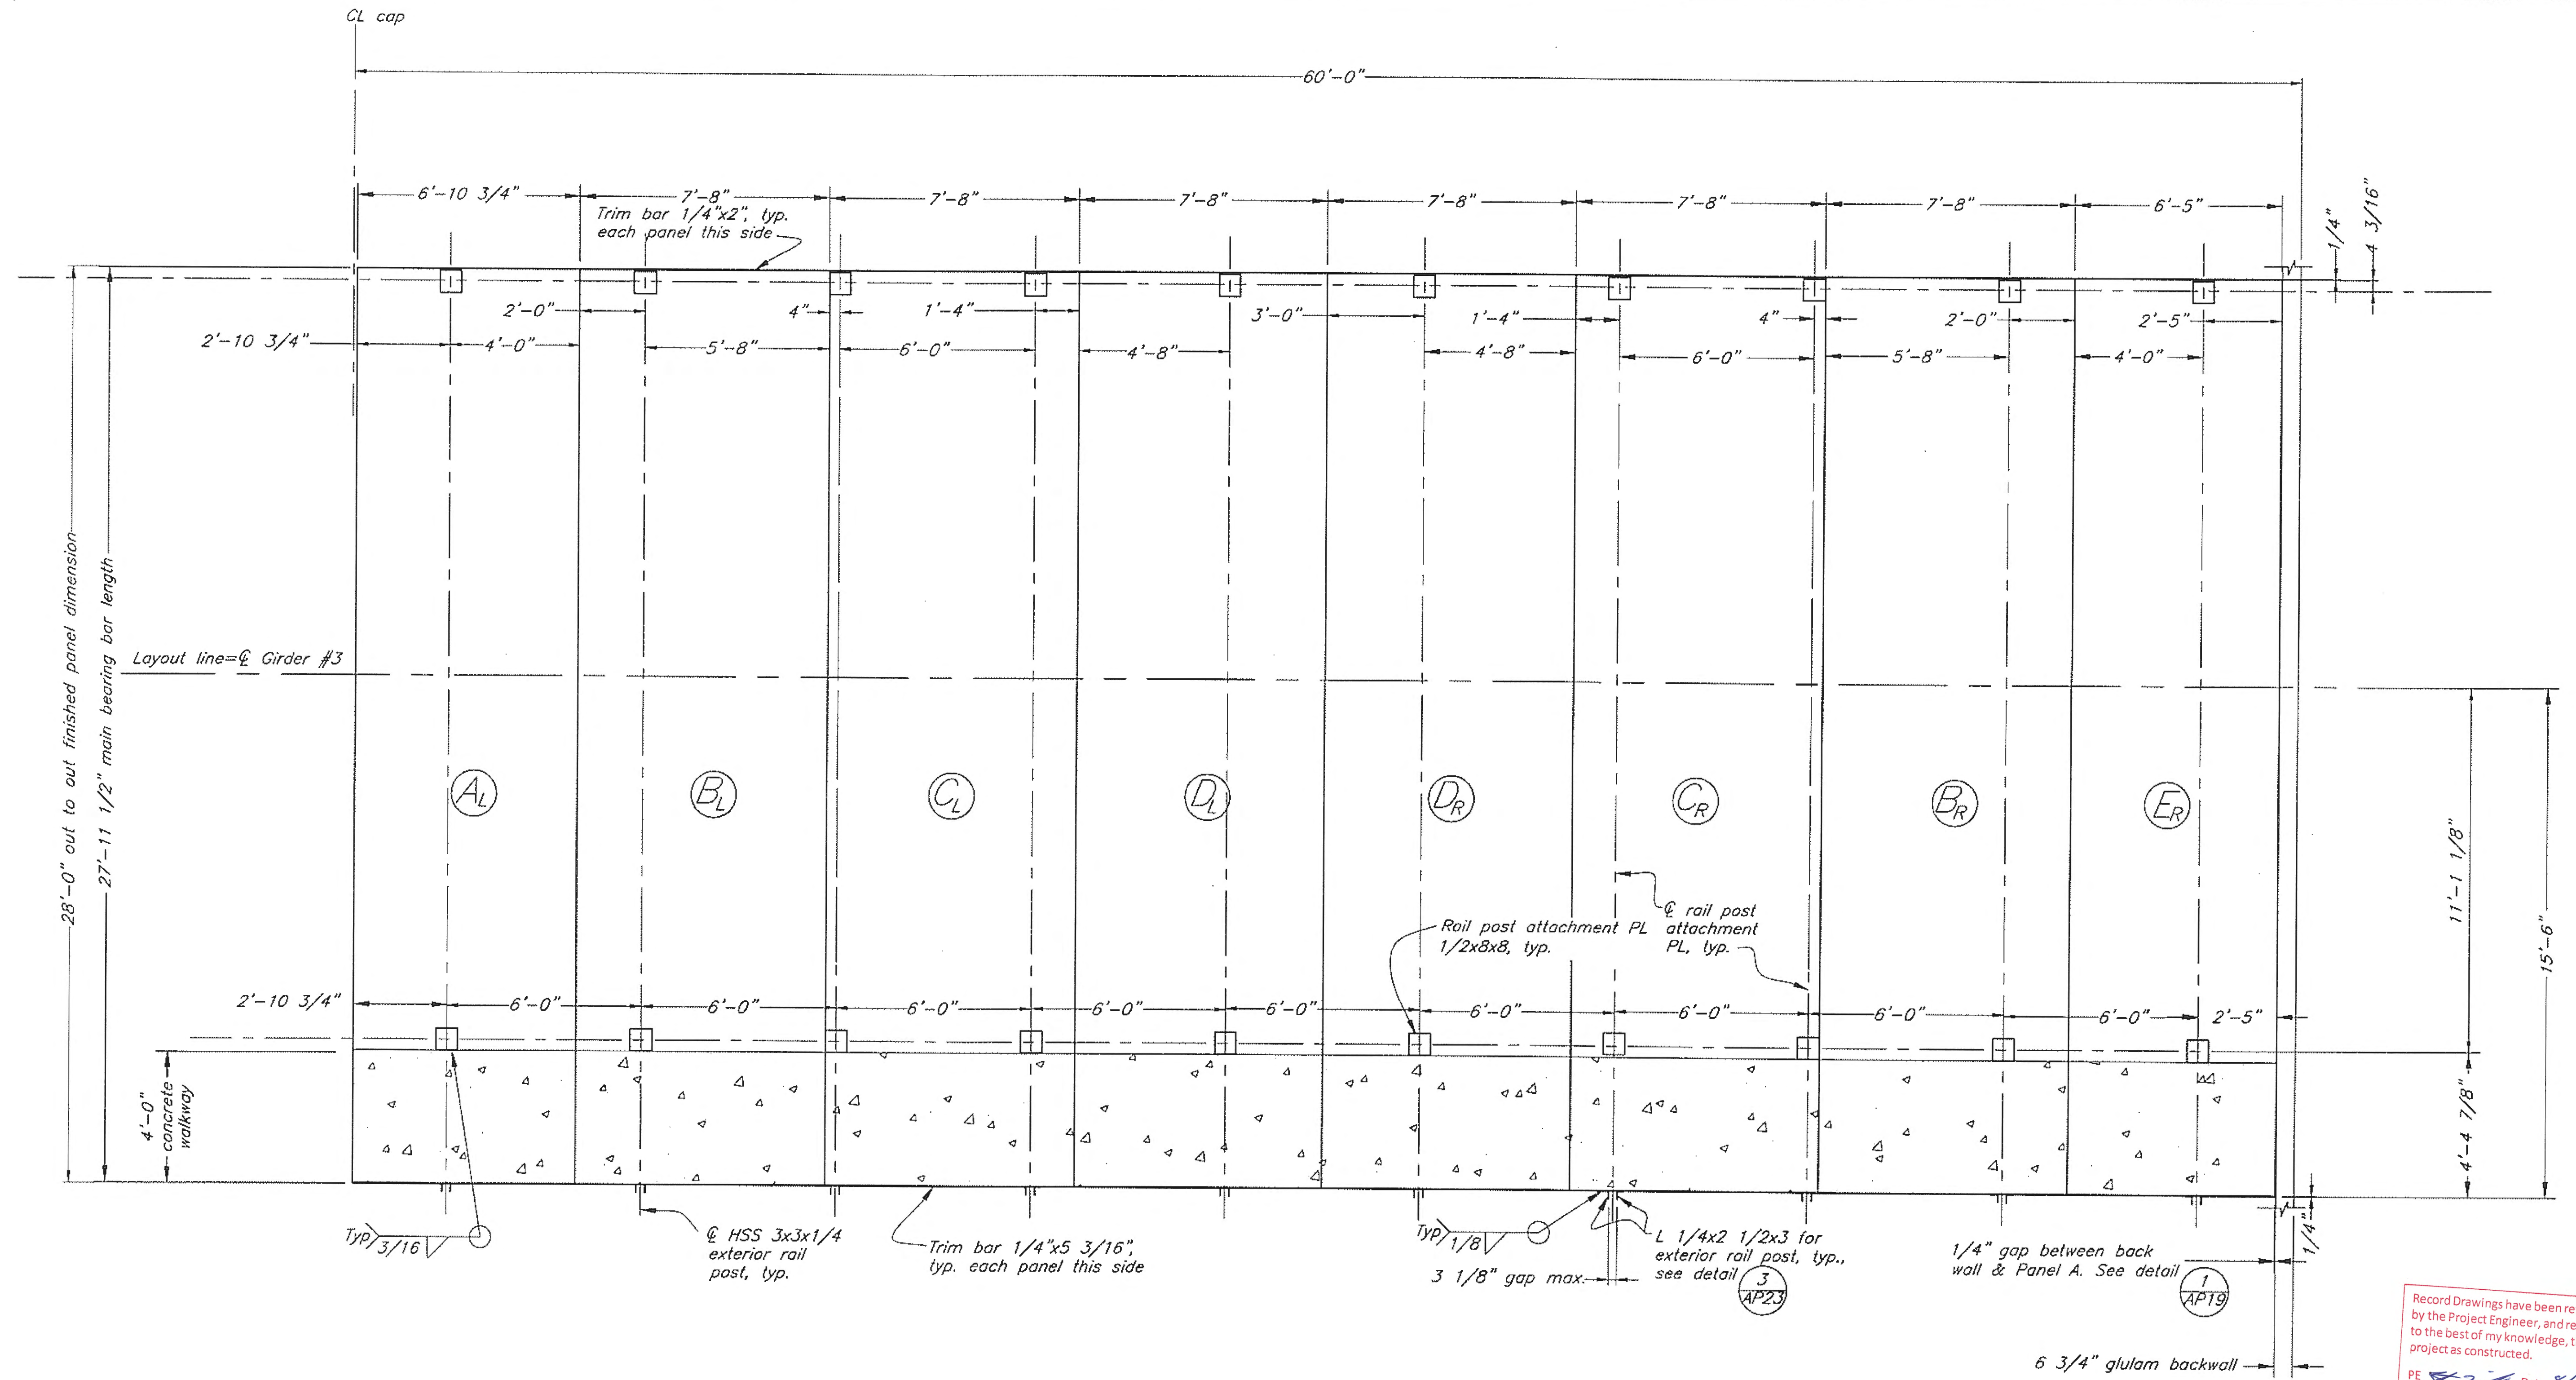 CL cap
60'-0"
6'-10 3/4"
7'-8"
7'-8"
7'-8"
7'-8"
7'-8"
7'-8"
6'-5"
1/4"
4 3/16"
Trim bar 1/4"x2", typ.
each panel this side
2'-0"
4"
1'-4"
3'-0"
1'-4"
4"
2'-0"
2'-5"
2'-10 3/4"
4'-0"
5'-8"
6'-0"
4'-8"
4'-8"
6'-0"
5'-8"
4'-0"
28'-0" out to out finished panel dimension
27'-11 1/2" main bearing bar length
Layout line=℄ Girder #3
AL
BL
CL
DL
DR
CR
BR
ER
11'-1 1/8"
15'-6"
4'-4 7/8"
Rail post attachment PL
1/2x8x8, typ.
℄ rail post
attachment
PL, typ.
2'-10 3/4"
6'-0"
6'-0"
6'-0"
6'-0"
6'-0"
6'-0"
6'-0"
6'-0"
6'-0"
2'-5"
4'-0"
concrete
walkway
Typ
3/16
℄ HSS 3x3x1/4
exterior rail
post, typ.
Trim bar 1/4"x5 3/16",
typ. each panel this side
Typ
1/8
3 1/8" gap max.
L 1/4x2 1/2x3 for
exterior rail post, typ.,
see detail
3
AP23
1/4" gap between back
wall & Panel A. See detail
1
AP19
1/4"
6 3/4" glulam backwall
Record Drawings have been re
by the Project Engineer, and re
to the best of my knowledge, t
project as constructed.
PE